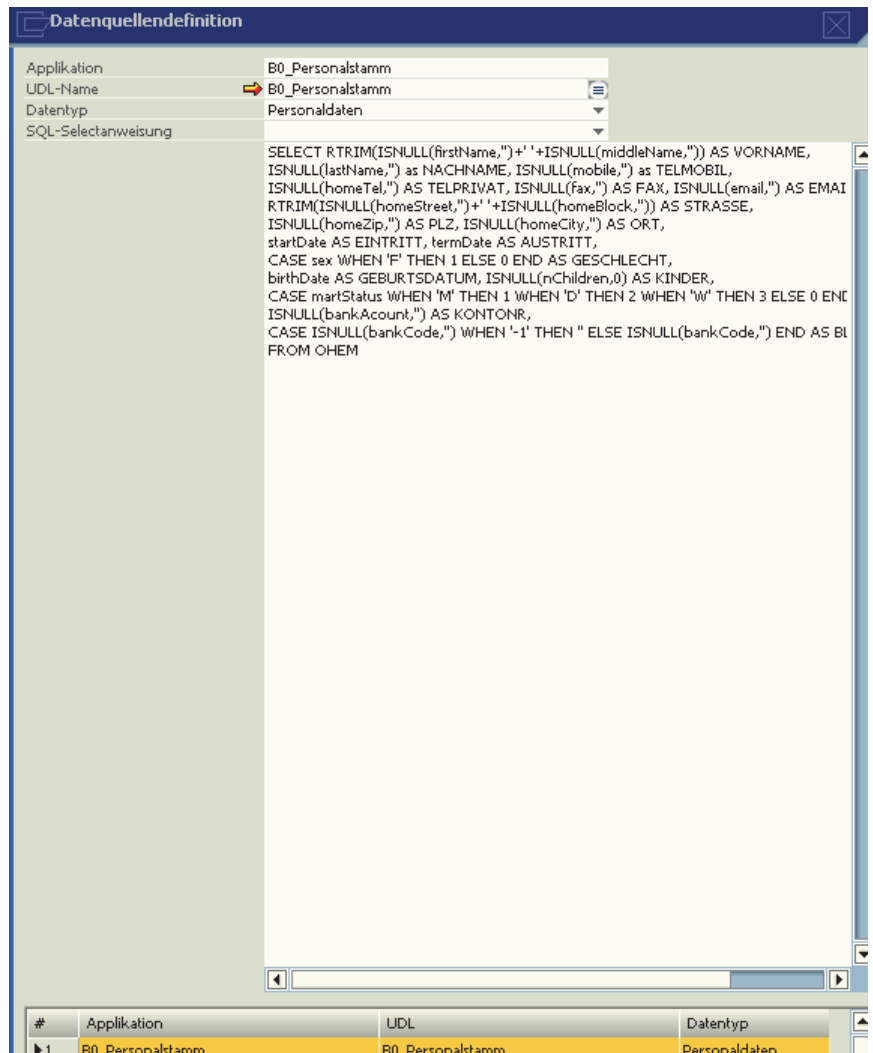 Datenquellendefinition
Applikation B0_Personalstamm
UDL-Name B0_Personalstamm
Datentyp Personaldaten
SQL-Selectanweisung
SELECT RTRIM(ISNULL(firstName,'')+' '+ISNULL(middleName,'')) AS VORNAME,
ISNULL(lastName,'') as NACHNAME, ISNULL(mobile,'') as TELMOBIL,
ISNULL(homeTel,'') AS TELPRIVAT, ISNULL(fax,'') AS FAX, ISNULL(email,'') AS EMAI
RTRIM(ISNULL(homeStreet,'')+' '+ISNULL(homeBlock,'')) AS STRASSE,
ISNULL(homeZip,'') AS PLZ, ISNULL(homeCity,'') AS ORT,
startDate AS EINTRITT, termDate AS AUSTRITT,
CASE sex WHEN 'F' THEN 1 ELSE 0 END AS GESCHLECHT,
birthDate AS GEBURTSDATUM, ISNULL(nChildren,0) AS KINDER,
CASE martStatus WHEN 'M' THEN 1 WHEN 'D' THEN 2 WHEN 'W' THEN 3 ELSE 0 END
ISNULL(bankAcount,'') AS KONTONR,
CASE ISNULL(bankCode,'') WHEN '-1' THEN '' ELSE ISNULL(bankCode,'') END AS BL
FROM OHEM
# Applikation UDL Datentyp
1 B0_Personalstamm B0_Personalstamm Personaldaten